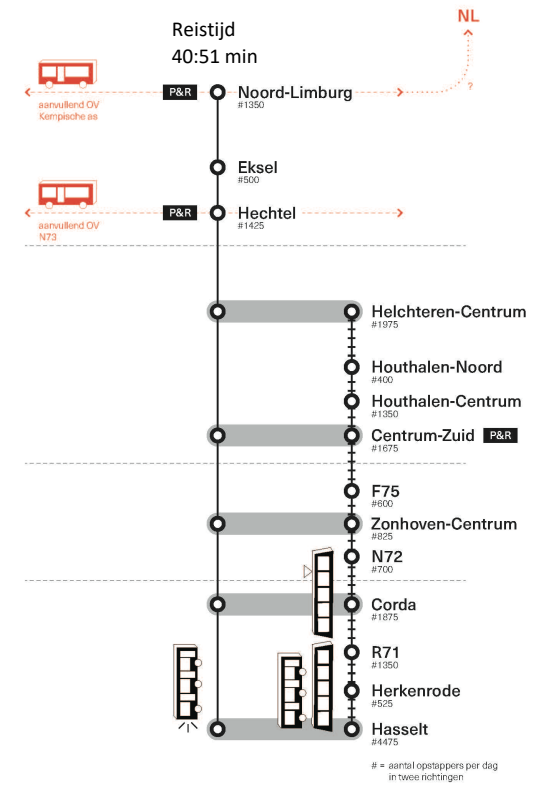 Reistijd
40:51 min
NL
?
aanvullend OV
Kempische as
P&R
Noord-Limburg
#1350
Eksel
#500
aanvullend OV
N73
P&R
Hechtel
#1425
Helchteren-Centrum
#1975
Houthalen-Noord
#400
Houthalen-Centrum
#1350
Centrum-Zuid P&R
#1675
F75
#600
Zonhoven-Centrum
#825
N72
#700
Corda
#1875
R71
#1350
Herkenrode
#525
Hasselt
#4475
# = aantal opstappers per dag
in twee richtingen